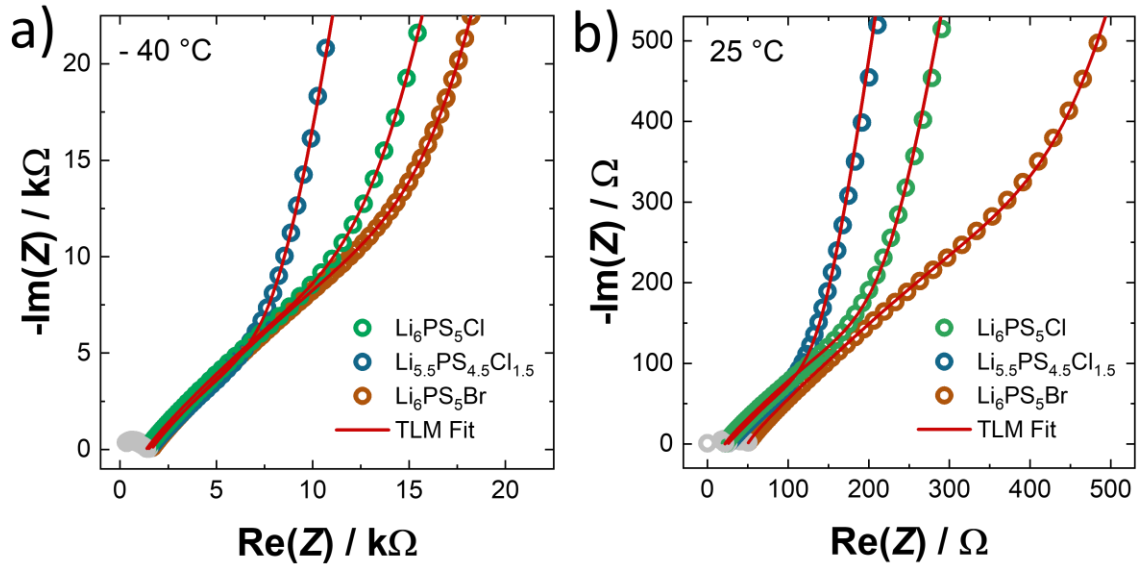 a)
- 40 °C
-Im(Z) / kΩ
20
15
10
5
0
Li₆PS₅Cl
Li₅.₅PS₄.₅Cl₁.₅
Li₆PS₅Br
TLM Fit
0 5 10 15 20
Re(Z) / kΩ
b)
25 °C
-Im(Z) / Ω
500
400
300
200
100
0
Li₆PS₅Cl
Li₅.₅PS₄.₅Cl₁.₅
Li₆PS₅Br
TLM Fit
0 100 200 300 400 500
Re(Z) / Ω